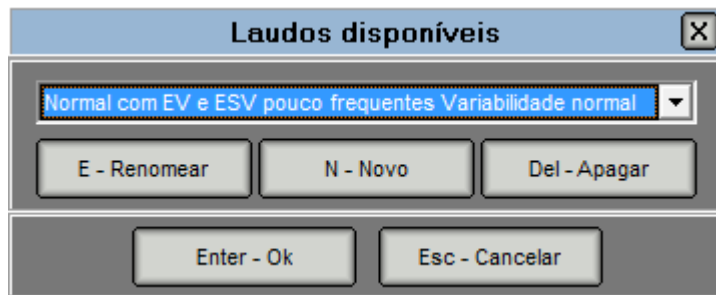 Laudos disponíveis
Normal com EV e ESV pouco frequentes Variabilidade normal
E - Renomear
N - Novo
Del - Apagar
Enter - Ok
Esc - Cancelar